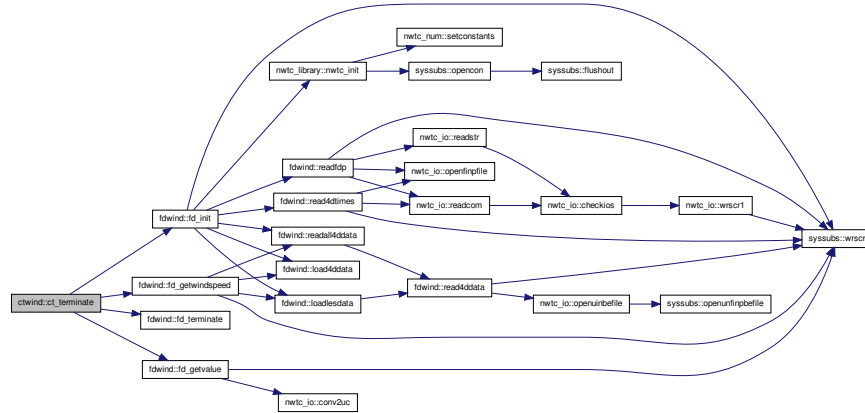 nwtc_num::setconstants
nwtc_library::nwtc_init
syssubs::opencon
syssubs::flushout
nwtc_io::readstr
fdwind::readfdp
nwtc_io::openfinpfile
fdwind::read4dtimes
nwtc_io::readcom
nwtc_io::checkios
nwtc_io::wrscr1
fdwind::fd_init
fdwind::readall4ddata
syssubs::wrscr
fdwind::load4ddata
fdwind::fd_getwindspeed
fdwind::read4ddata
ctwind::ct_terminate
fdwind::loadlesdata
nwtc_io::openuinbefile
syssubs::openunfinpbefile
fdwind::fd_terminate
fdwind::fd_getvalue
nwtc_io::conv2uc